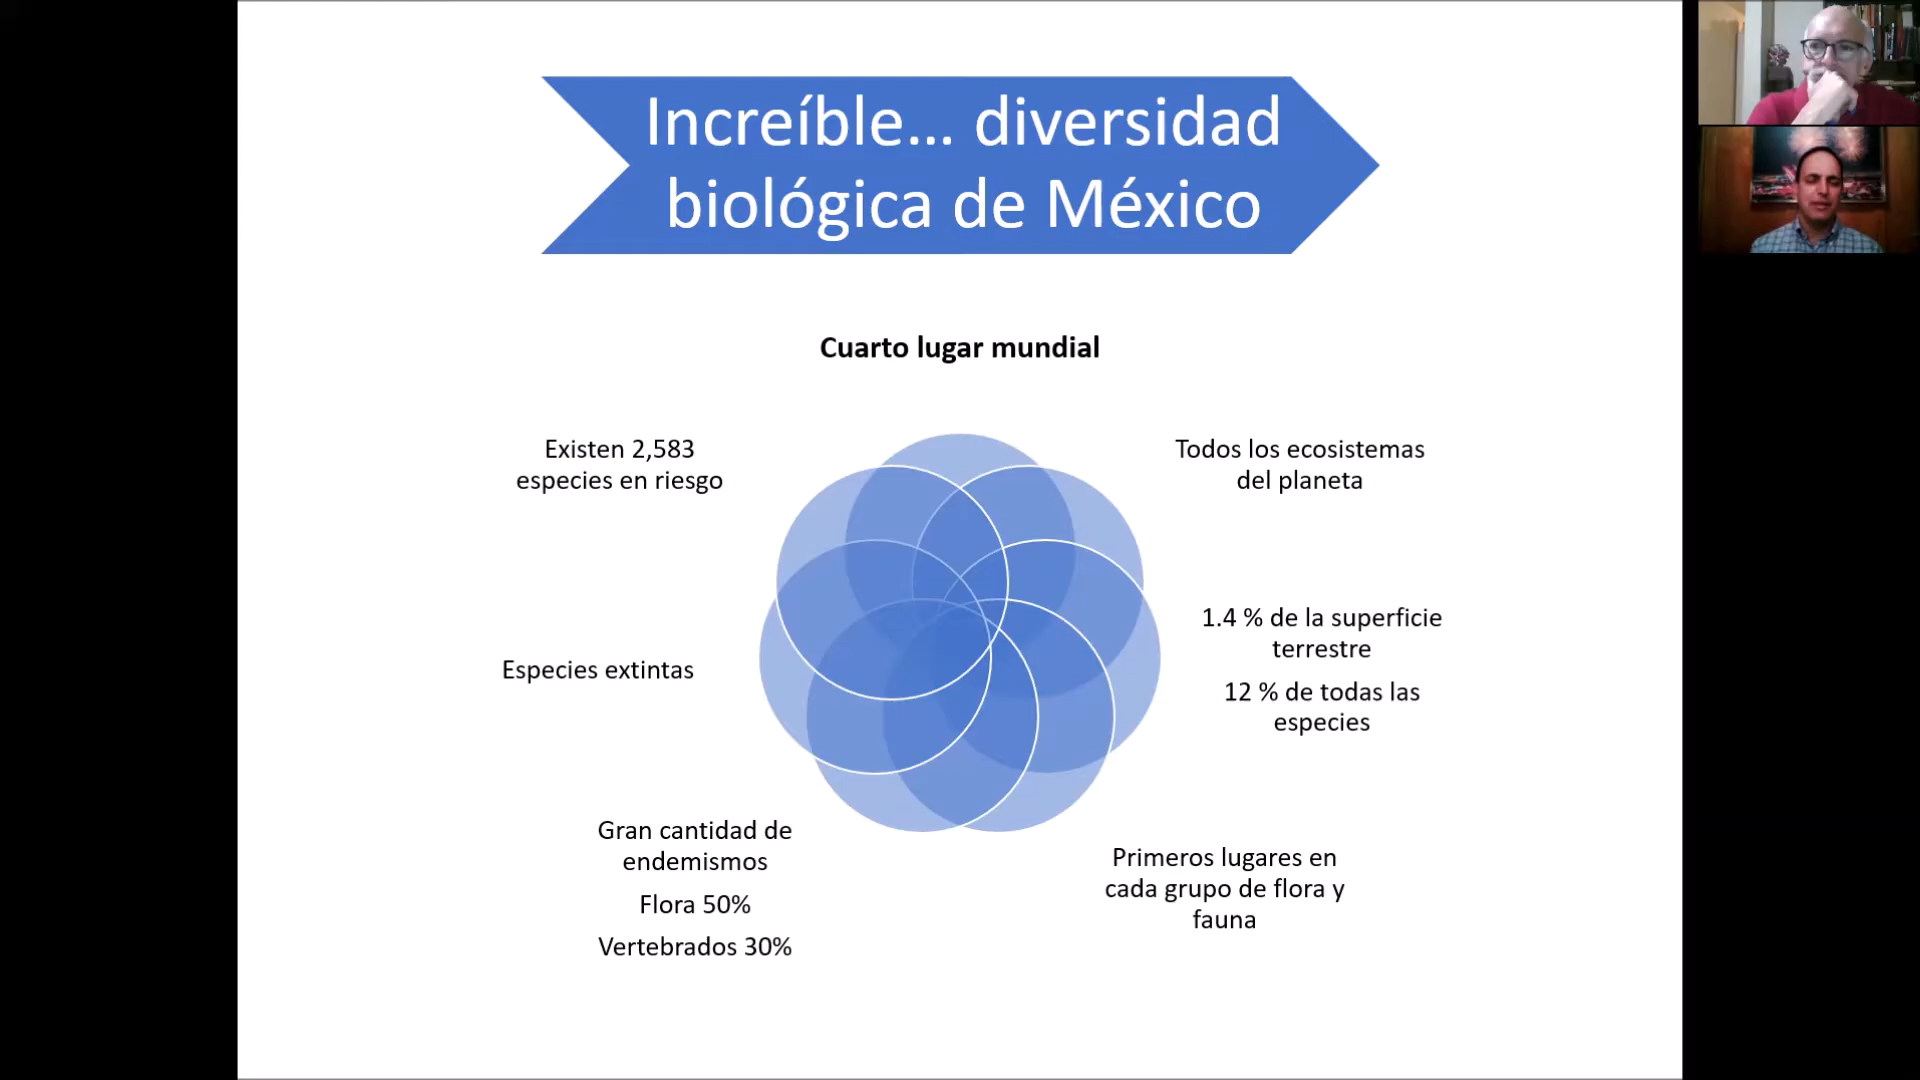 Increíble... diversidad
biológica de México
Cuarto lugar mundial
Existen 2,583
especies en riesgo
Todos los ecosistemas
del planeta
Especies extintas
1.4 % de la superficie
terrestre
12 % de todas las
especies
Gran cantidad de
endemismos
Flora 50%
Vertebrados 30%
Primeros lugares en
cada grupo de flora y
fauna